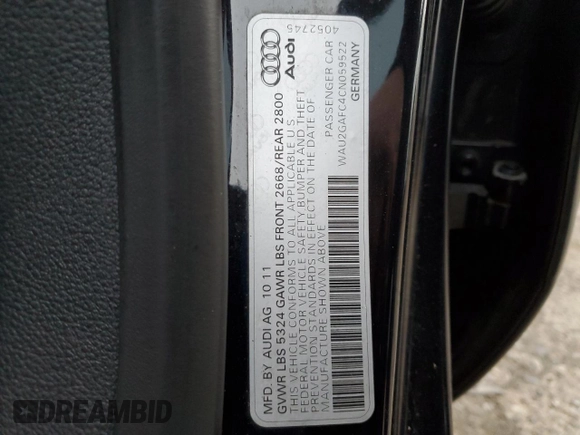 4052745
Audi
MFD. BY AUDI AG 10 11
GVWR LBS 5324 GAWR LBS FRONT 2668/REAR 2800
THIS VEHICLE CONFORMS TO ALL APPLICABLE U.S.
FEDERAL MOTOR VEHICLE SAFETY BUMPER AND THEFT
PREVENTION STANDARDS IN EFFECT ON THE DATE OF
MANUFACTURE SHOWN ABOVE
PASSENGER CAR
WAU2GAFC4CN059522
GERMANY
DREAMBID